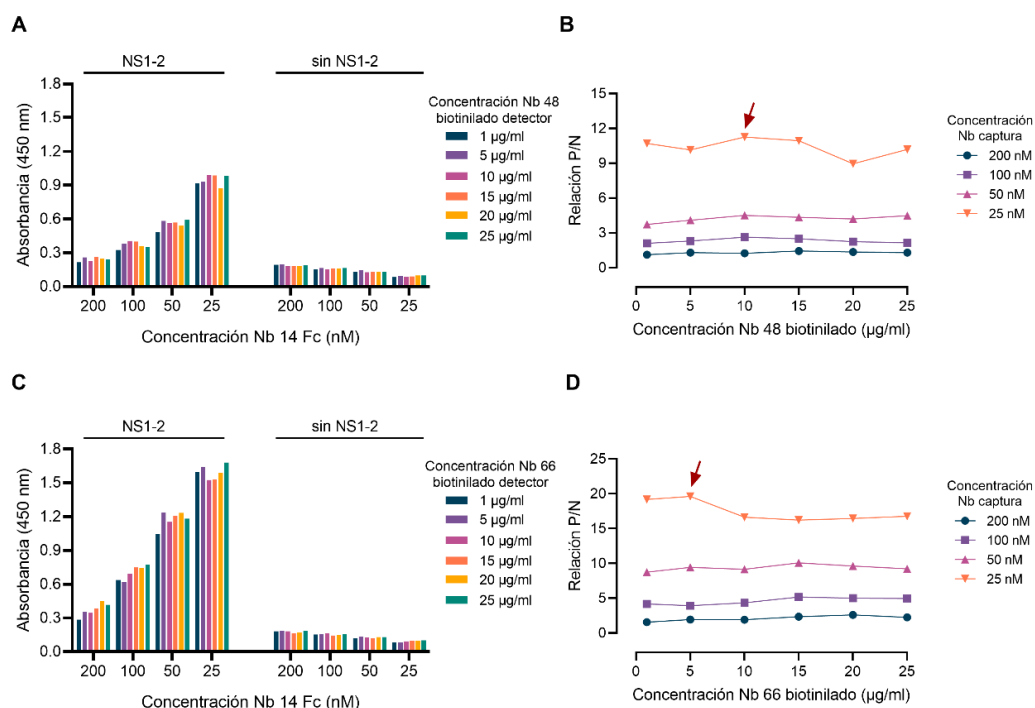 A
NS1-2
sin NS1-2
Absorbancia (450 nm)
1.8
1.5
1.2
0.9
0.6
0.3
0.0
200
100
50
25
200
100
50
25
Concentración Nb 14 Fc (nM)
Concentración Nb 48
biotinilado detector
1 µg/ml
5 µg/ml
10 µg/ml
15 µg/ml
20 µg/ml
25 µg/ml
B
Relación P/N
15
12
9
6
3
0
0
5
10
15
20
25
Concentración Nb 48 biotinilado (µg/ml)
Concentración
Nb captura
200 nM
100 nM
50 nM
25 nM
C
NS1-2
sin NS1-2
Absorbancia (450 nm)
1.8
1.5
1.2
0.9
0.6
0.3
0.0
200
100
50
25
200
100
50
25
Concentración Nb 14 Fc (nM)
Concentración Nb 66
biotinilado detector
1 µg/ml
5 µg/ml
10 µg/ml
15 µg/ml
20 µg/ml
25 µg/ml
D
Relación P/N
25
20
15
10
5
0
0
5
10
15
20
25
Concentración Nb 66 biotinilado (µg/ml)
Concentración
Nb captura
200 nM
100 nM
50 nM
25 nM